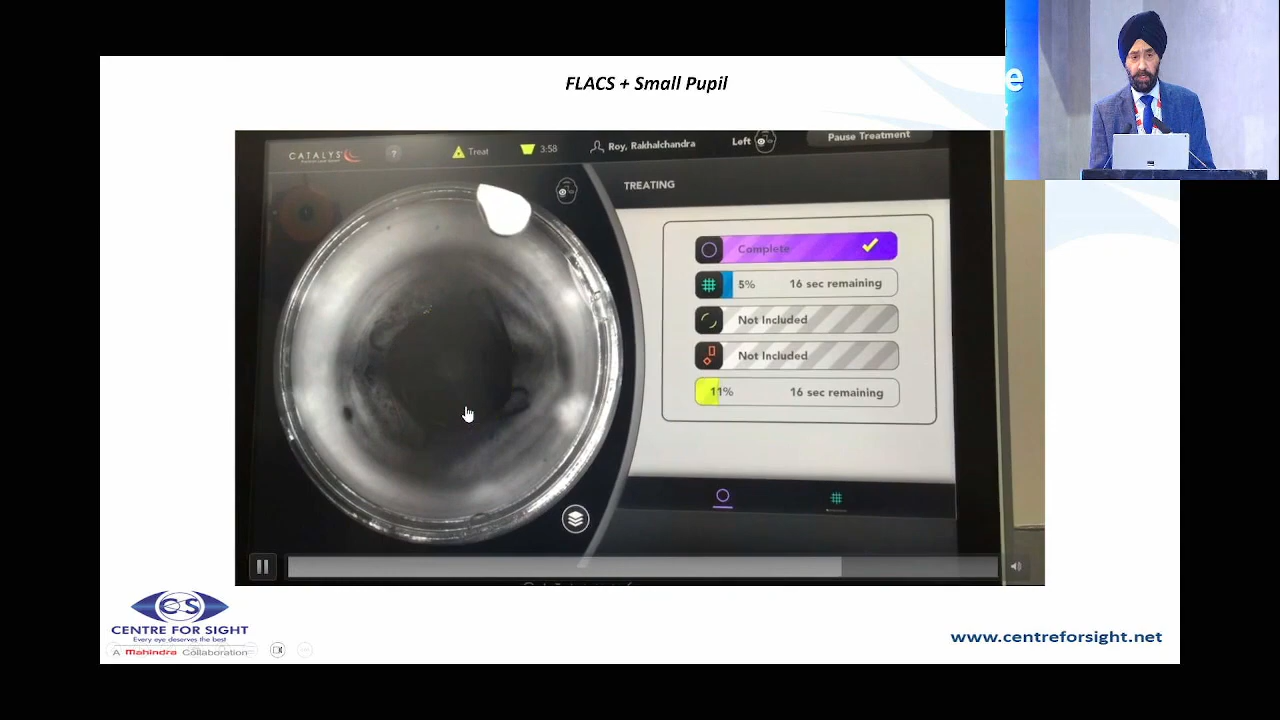 FLACS + Small Pupil
CATALYS
?
Treat
3:58
Roy, Rakhalchandra
Left
Pause Treatment
TREATING
Complete
5% 16 sec remaining
Not Included
Not Included
11% 16 sec remaining
e
CS
CENTRE FOR SIGHT
Every eye deserves the best
A Mahindra Collaboration
www.centreforsight.net